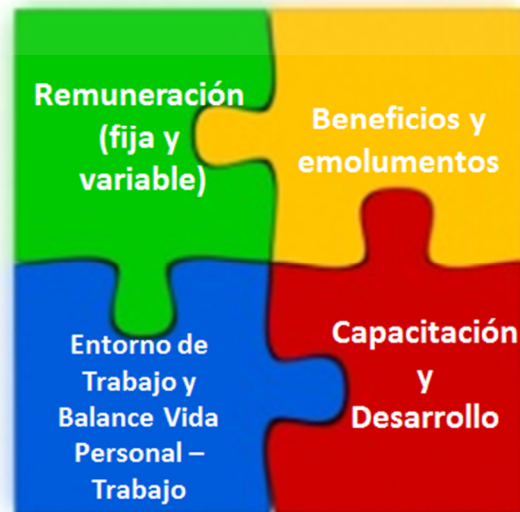 Remuneración
(fija y
variable)
Beneficios y
emolumentos
Entorno de
Trabajo y
Balance Vida
Personal –
Trabajo
Capacitación
y
Desarrollo